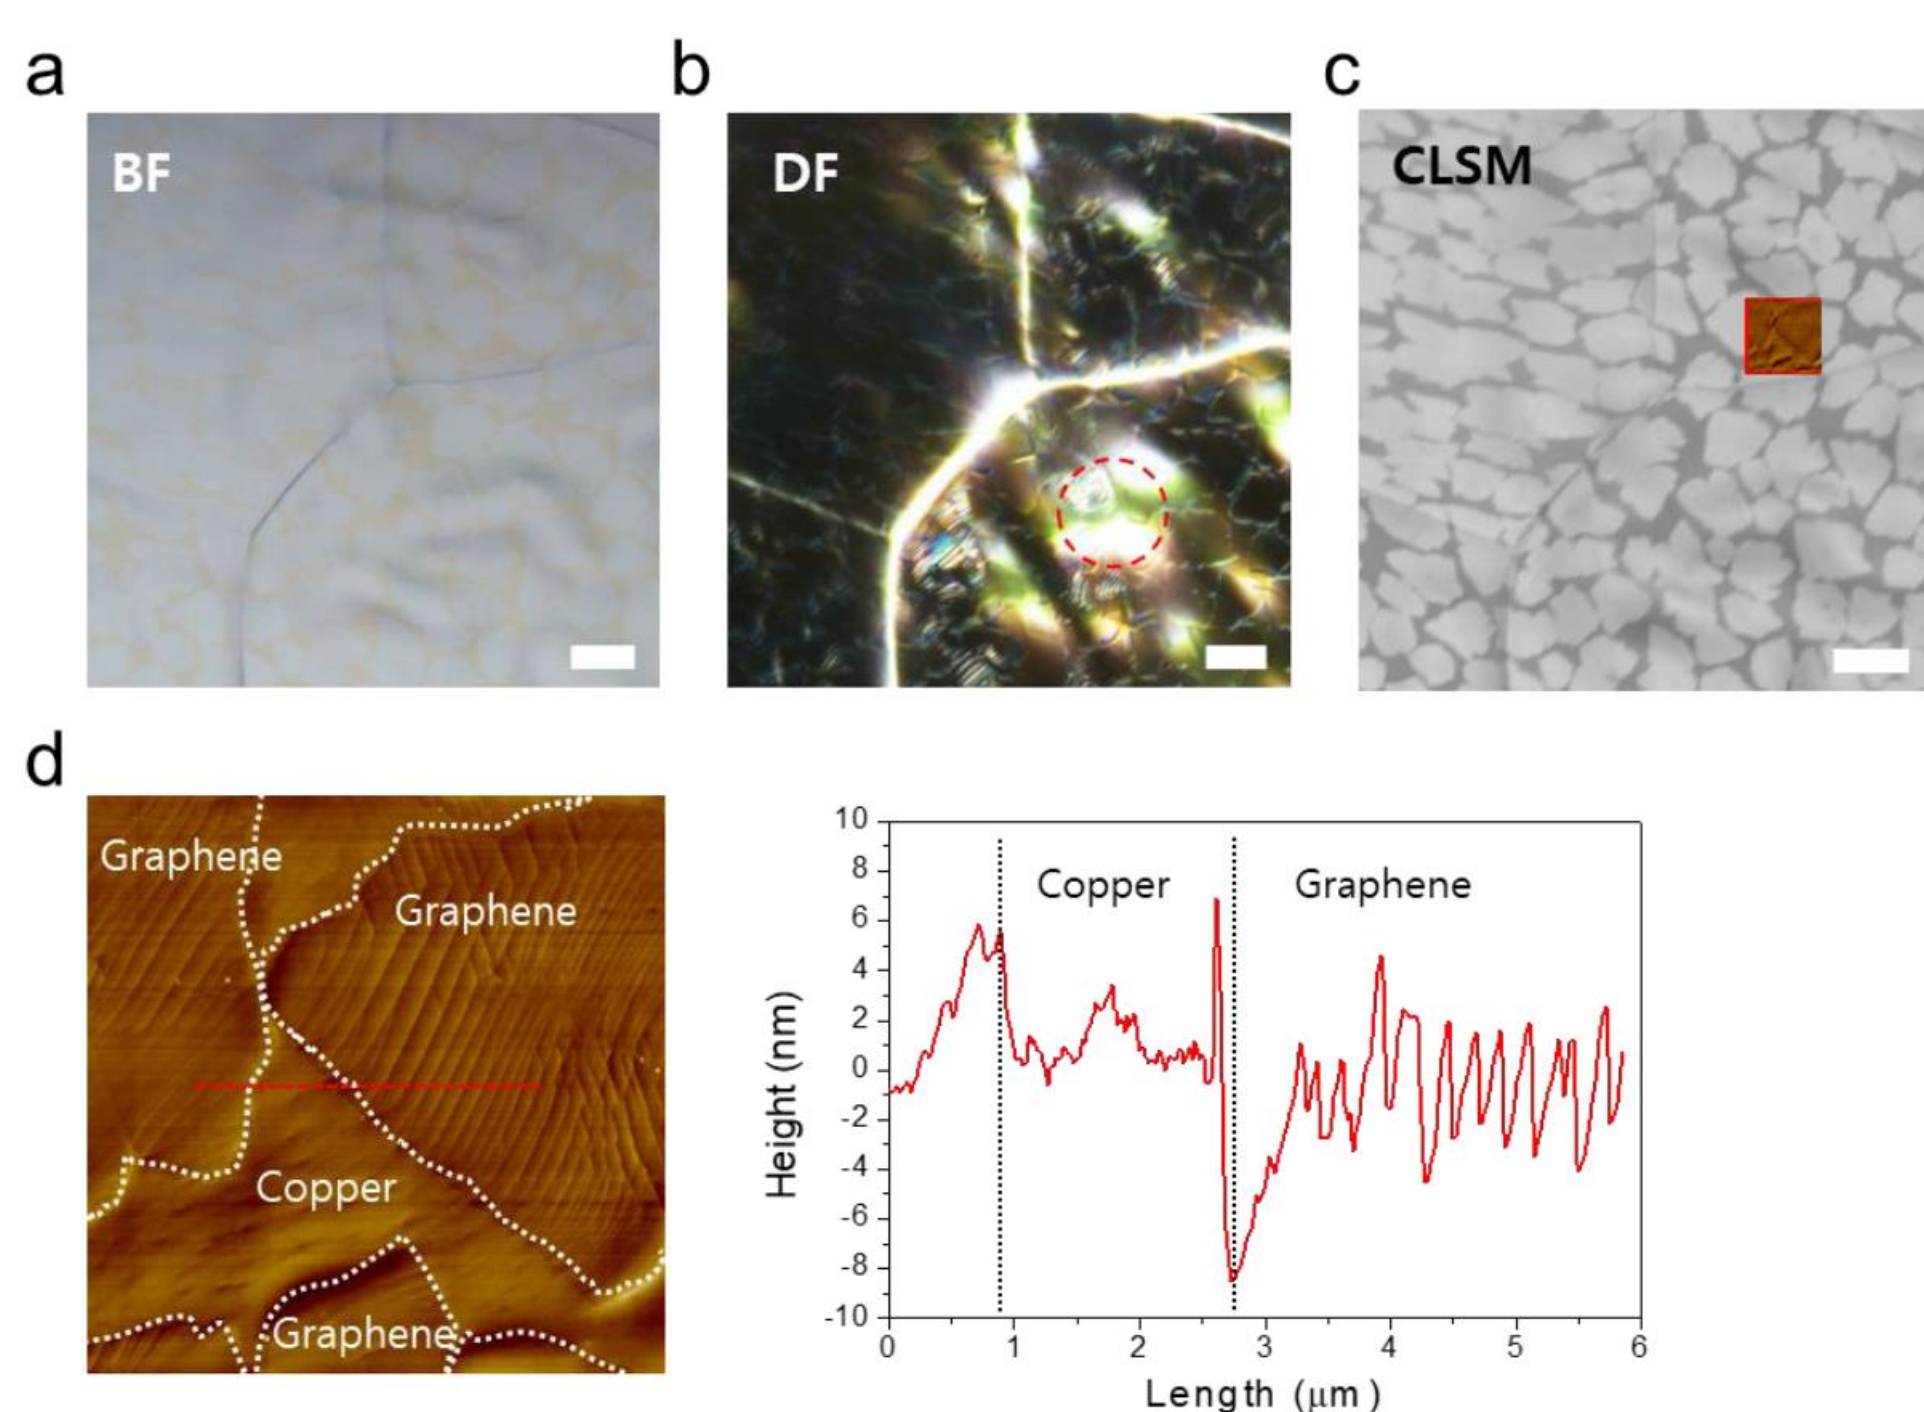 a
b
c
BF
DF
CLSM
d
Graphene
Graphene
Copper
Graphene
10
8
6
4
2
0
-2
-4
-6
-8
-10
Height (nm)
Copper
Graphene
0 1 2 3 4 5 6
Length (μm)